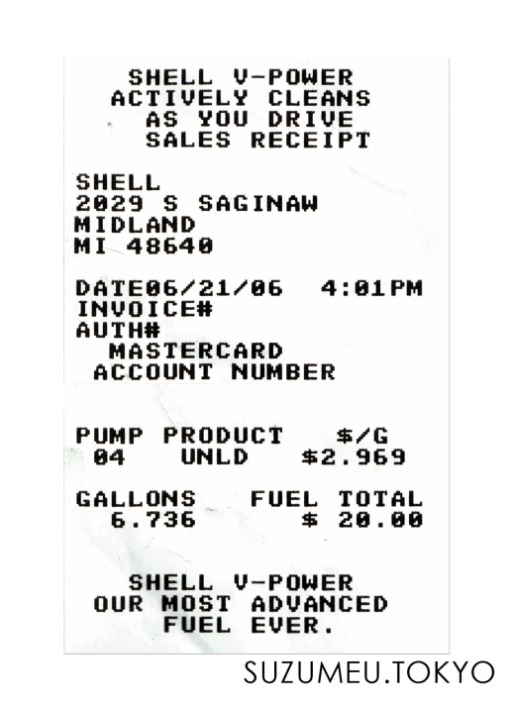 SHELL V-POWER
ACTIVELY CLEANS
AS YOU DRIVE
SALES RECEIPT
SHELL
2029 S SAGINAW
MIDLAND
MI 48640
DATE06/21/06 4:01PM
INVOICE#
AUTH#
MASTERCARD
ACCOUNT NUMBER
PUMP PRODUCT $/G
04 UNLD $2.969
GALLONS FUEL TOTAL
6.736 $ 20.00
SHELL V-POWER
OUR MOST ADVANCED
FUEL EVER.
SUZUMEU.TOKYO